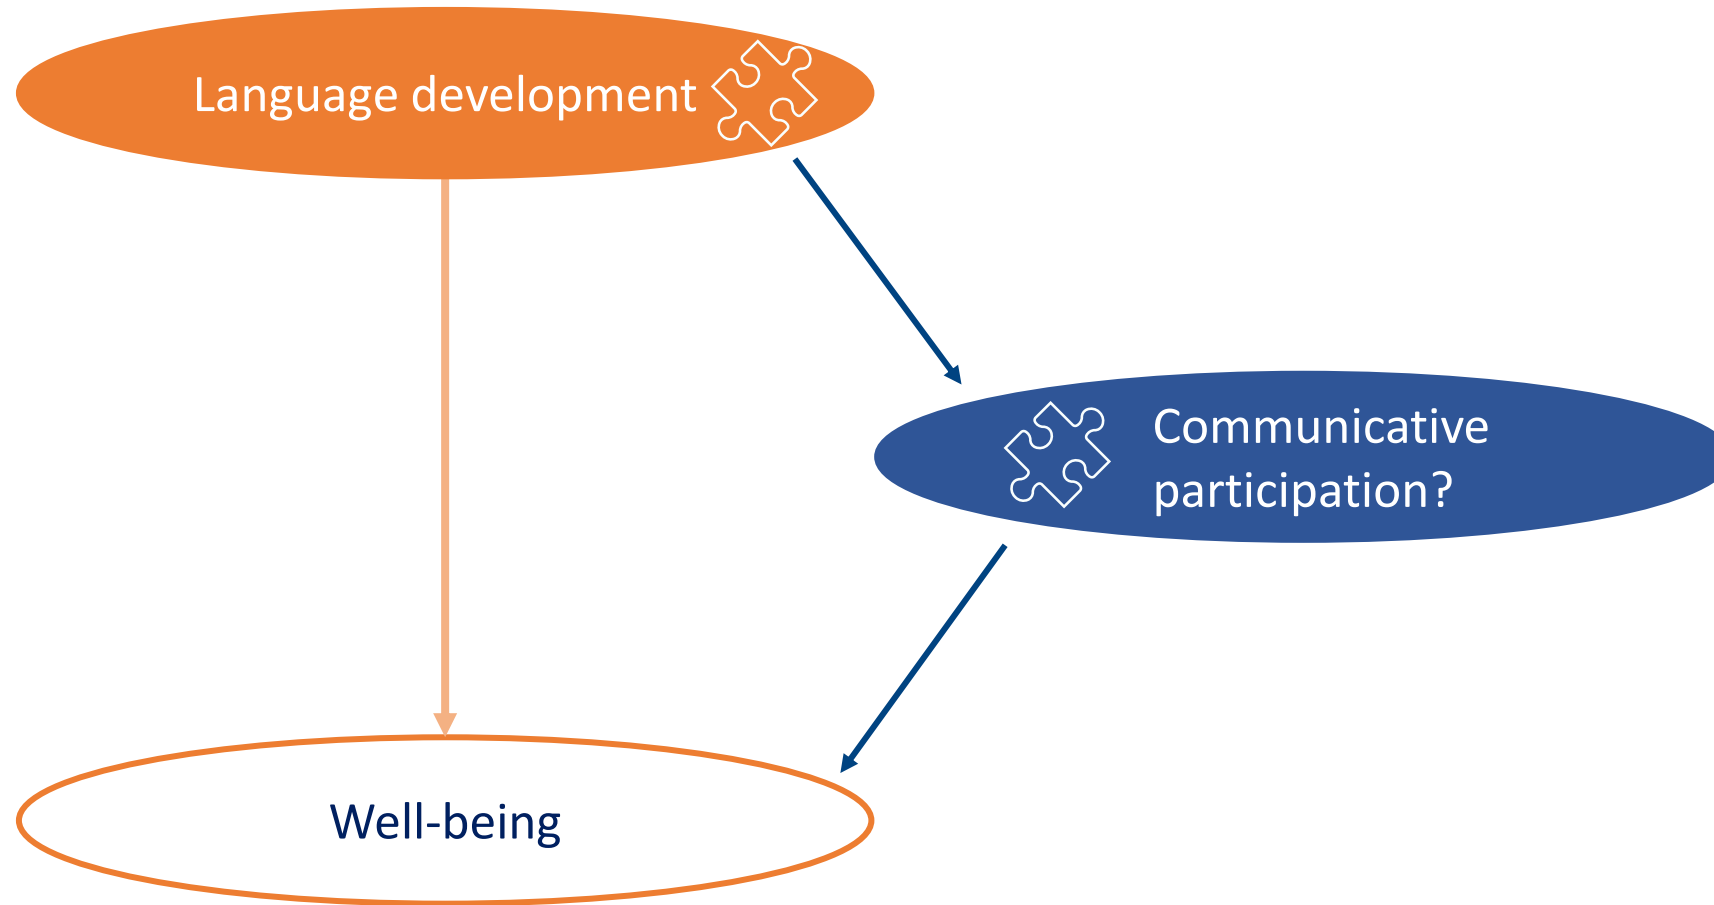 Language development
Communicative
participation?
Well-being